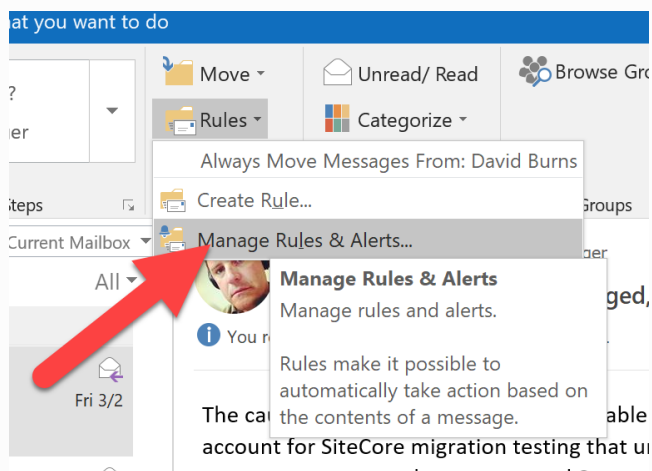 hat you want to do
?
er
Steps
Move
Rules
Unread/ Read
Categorize
Browse Gro
Groups
Always Move Messages From: David Burns
Create Rule...
Manage Rules & Alerts...
Current Mailbox
All
ger
Manage Rules & Alerts
Manage rules and alerts.
ged,
You r
Rules make it possible to
automatically take action based on
the contents of a message.
Fri 3/2
The cau
able
account for SiteCore migration testing that u